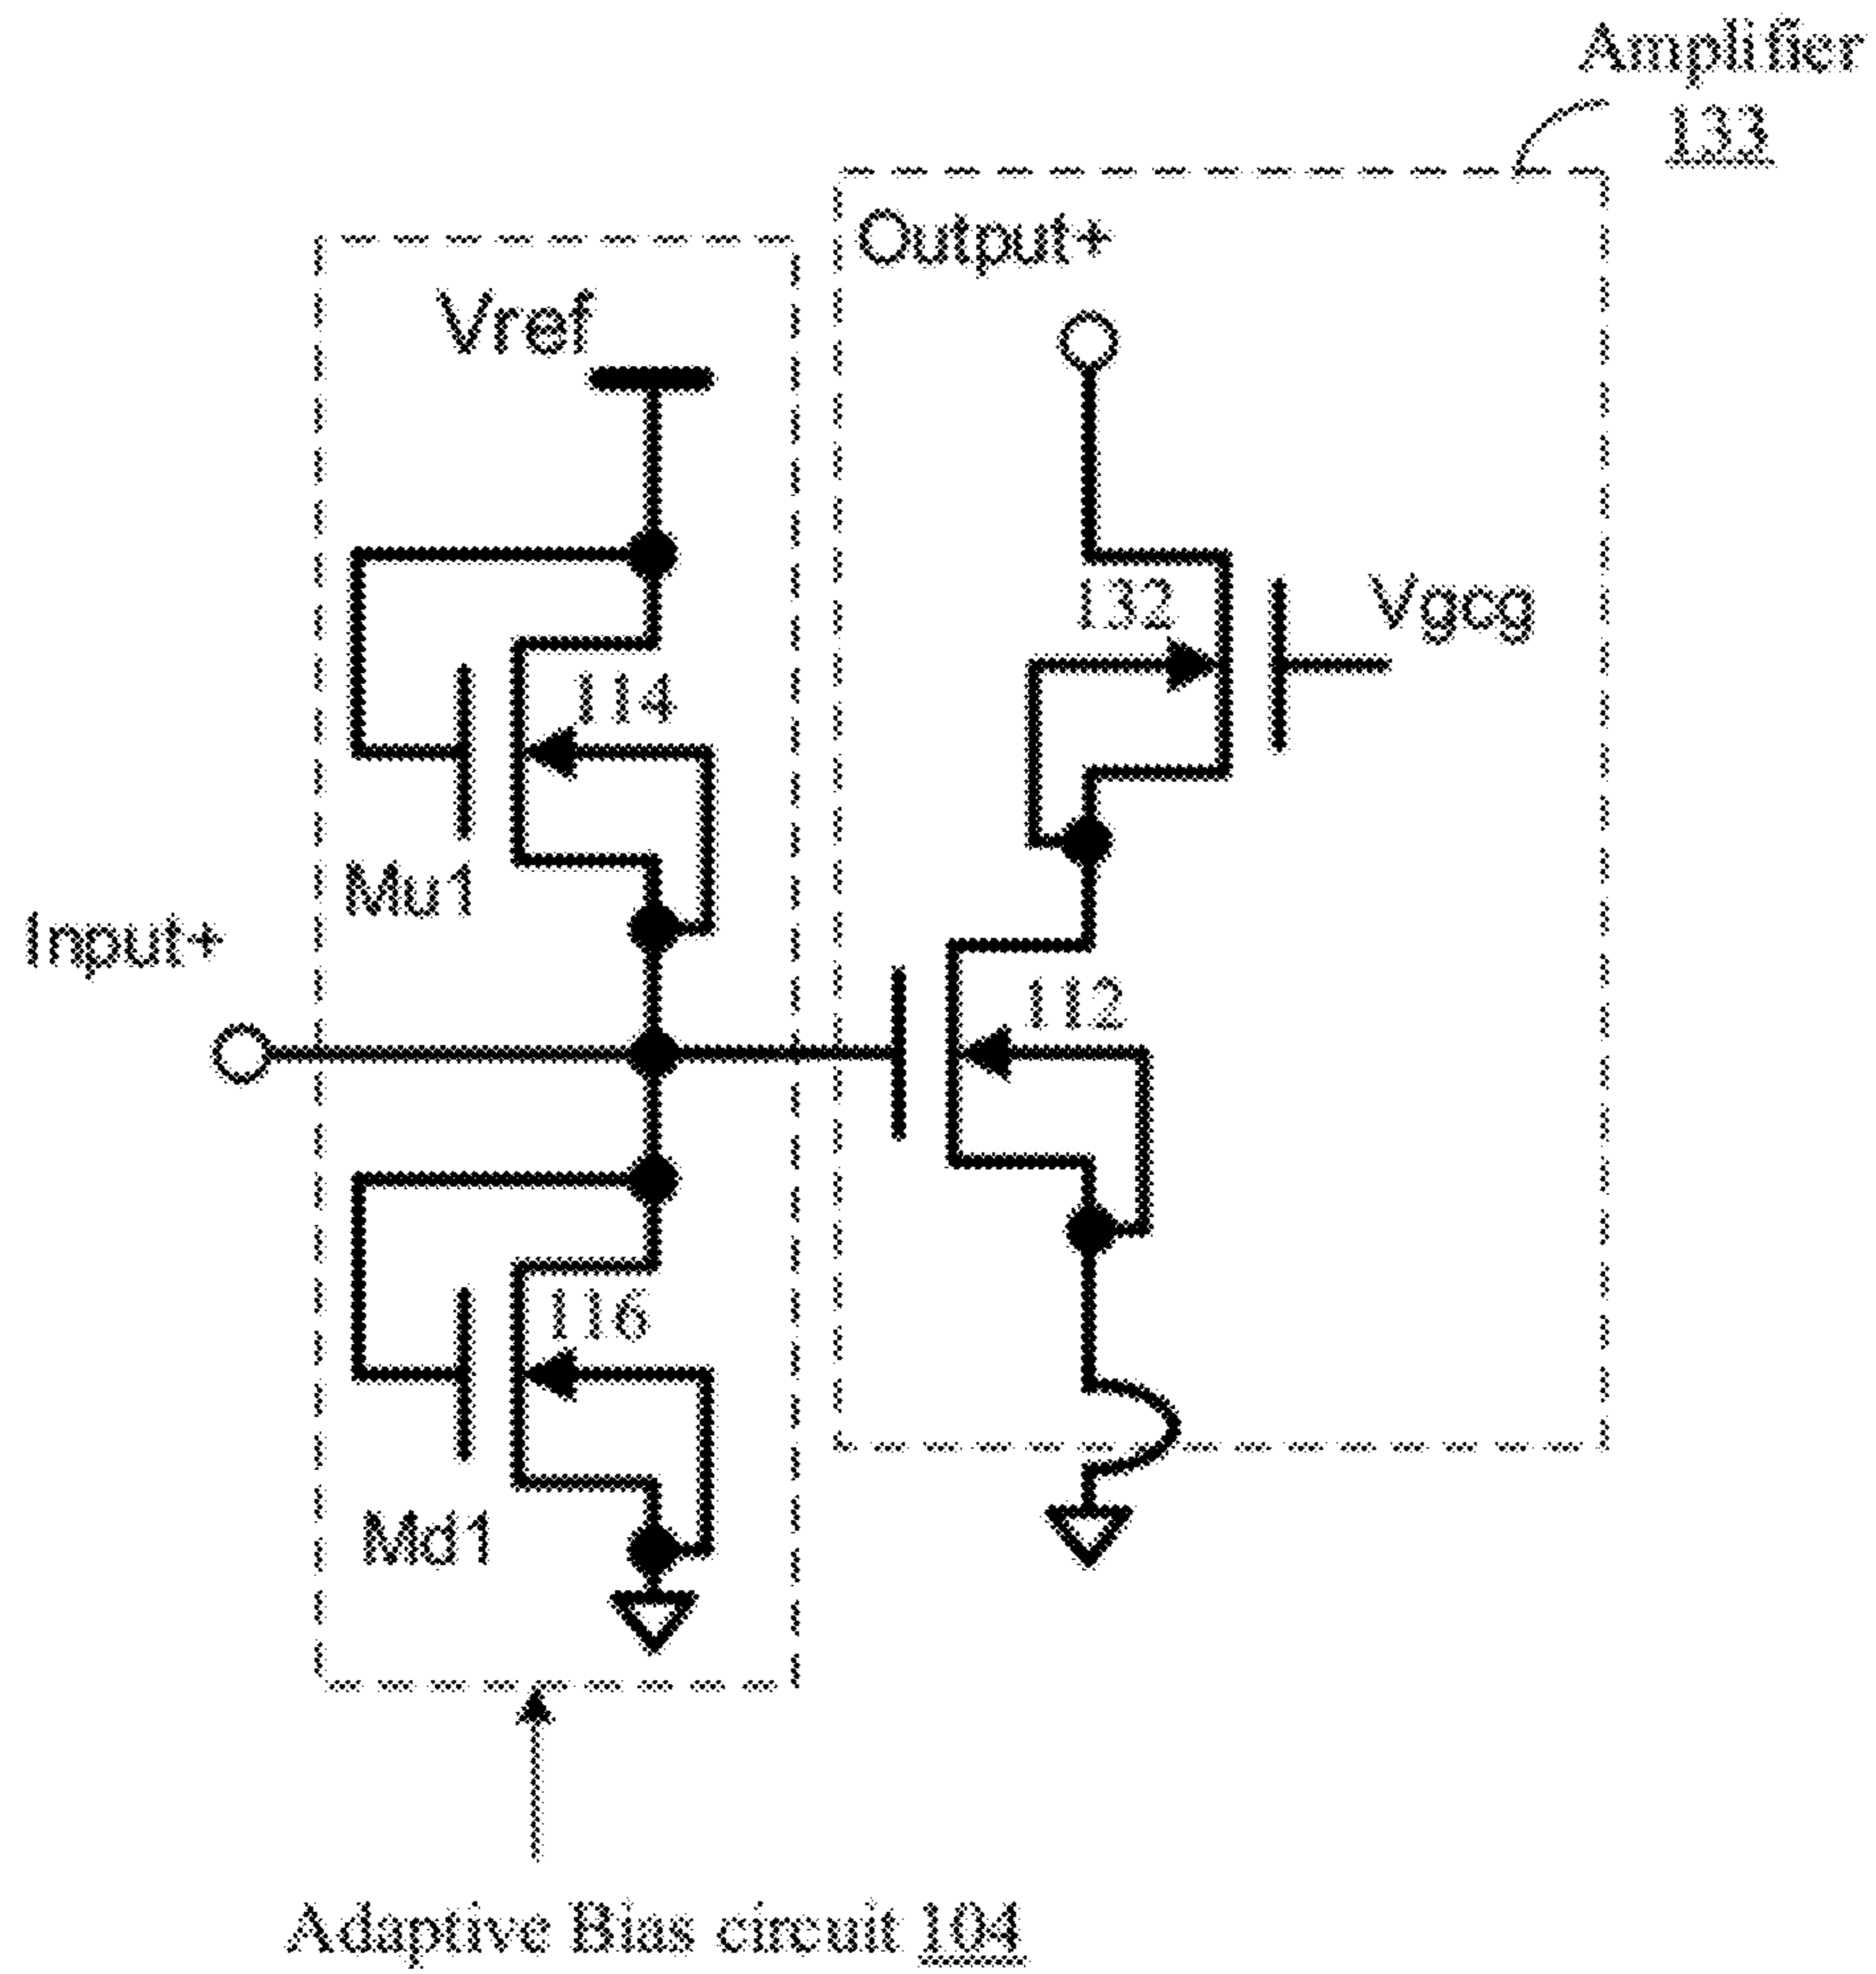 Amplifier
133
Output+
Vref
132
Vgcg
114
Mu1
Input+
112
116
Md1
Adaptive Bias circuit 104